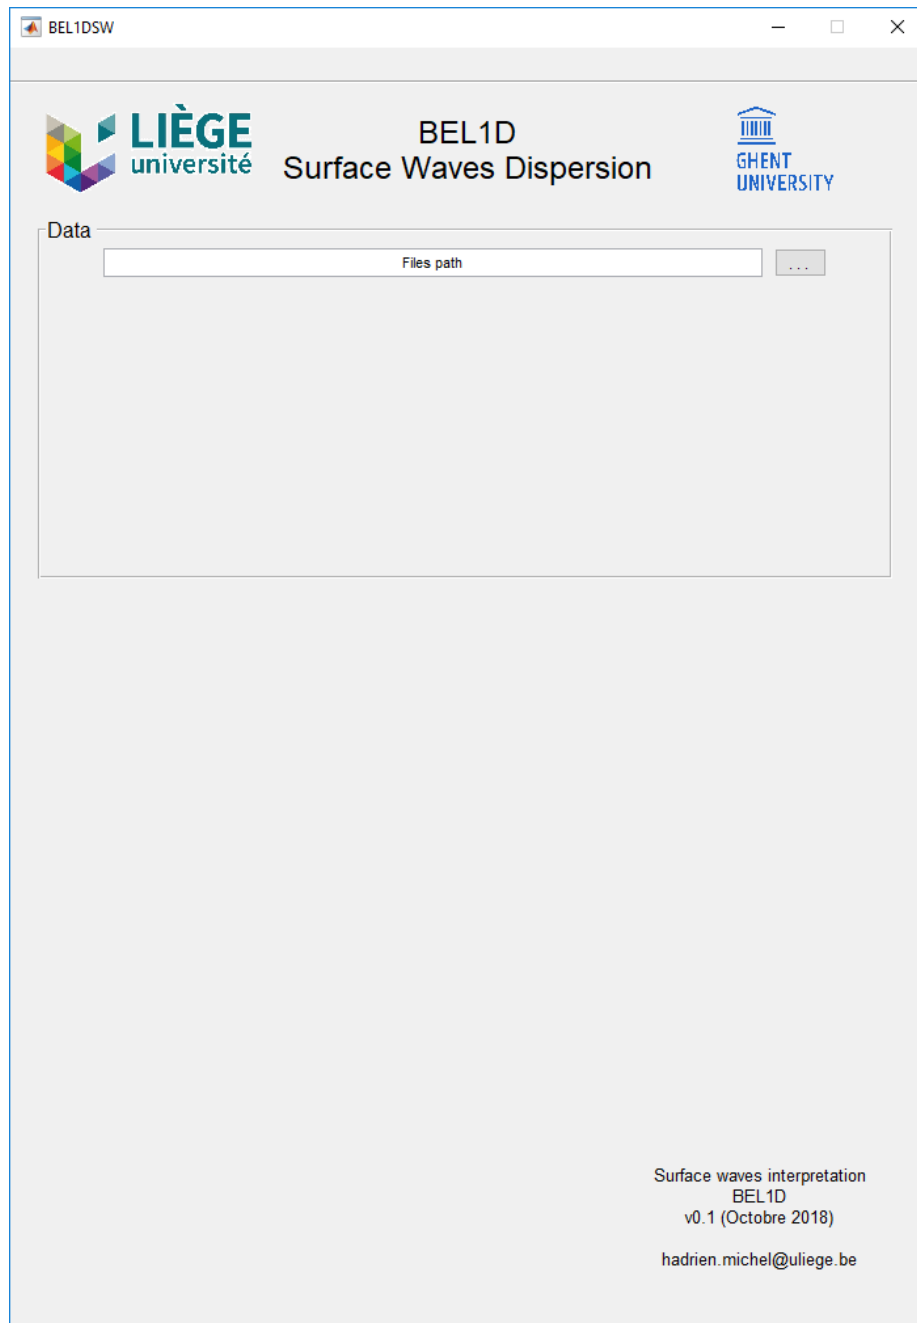 BEL1DSW
LIÈGE
université
BEL1D
Surface Waves Dispersion
GHENT
UNIVERSITY
Data
Files path
...
Surface waves interpretation
BEL1D
v0.1 (Octobre 2018)
hadrien.michel@uliege.be